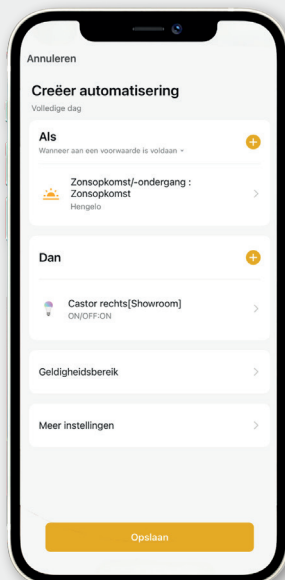 Annuleren
Creëer automatisering
Volledige dag
Als
Wanneer aan een voorwaarde is voldaan
Zonsopkomst/-ondergang :
Zonsopkomst
Hengelo
Dan
Castor rechts[Showroom]
ON/OFF:ON
Geldigheidsbereik
Meer instellingen
Opslaan